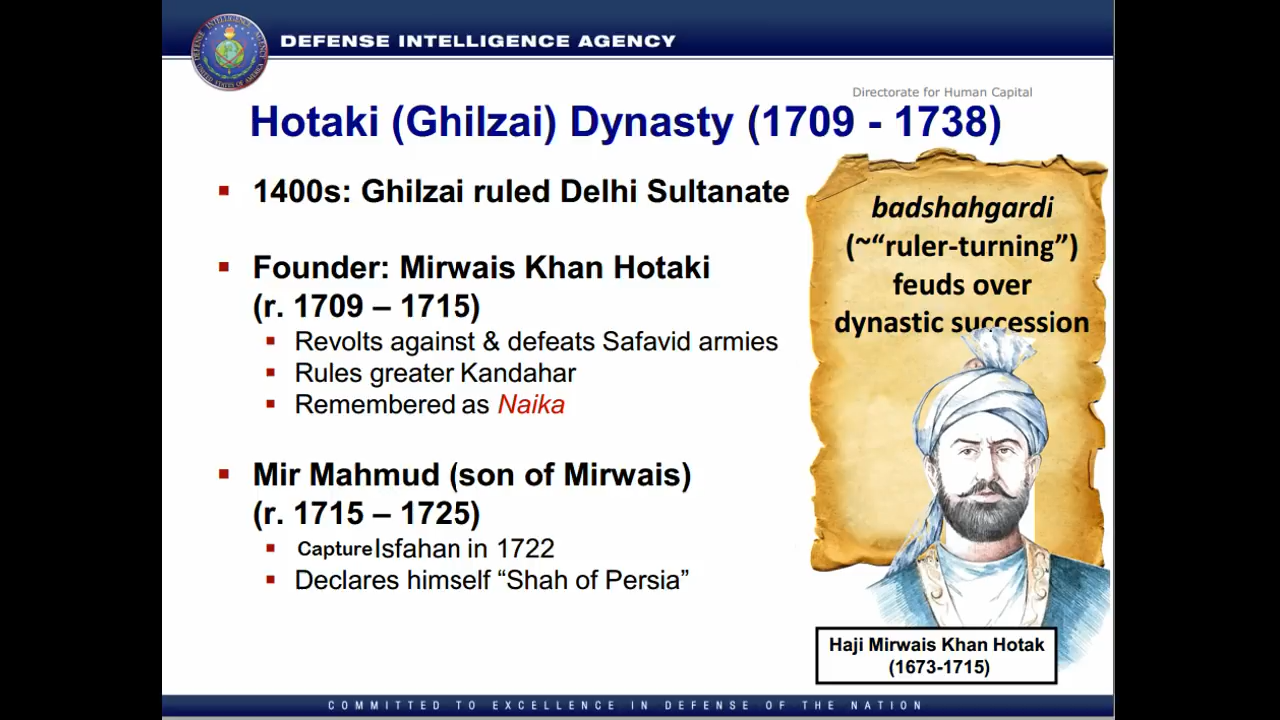 DEFENSE INTELLIGENCE AGENCY
Directorate for Human Capital
Hotaki (Ghilzai) Dynasty (1709 - 1738)
1400s: Ghilzai ruled Delhi Sultanate
Founder: Mirwais Khan Hotaki
(r. 1709 – 1715)
Revolts against & defeats Safavid armies
Rules greater Kandahar
Remembered as Naika
Mir Mahmud (son of Mirwais)
(r. 1715 – 1725)
Capture Isfahan in 1722
Declares himself “Shah of Persia”
badshahgardi
(~“ruler-turning”)
feuds over
dynastic succession
Haji Mirwais Khan Hotak
(1673-1715)
COMMITTED TO EXCELLENCE IN DEFENSE OF THE NATION